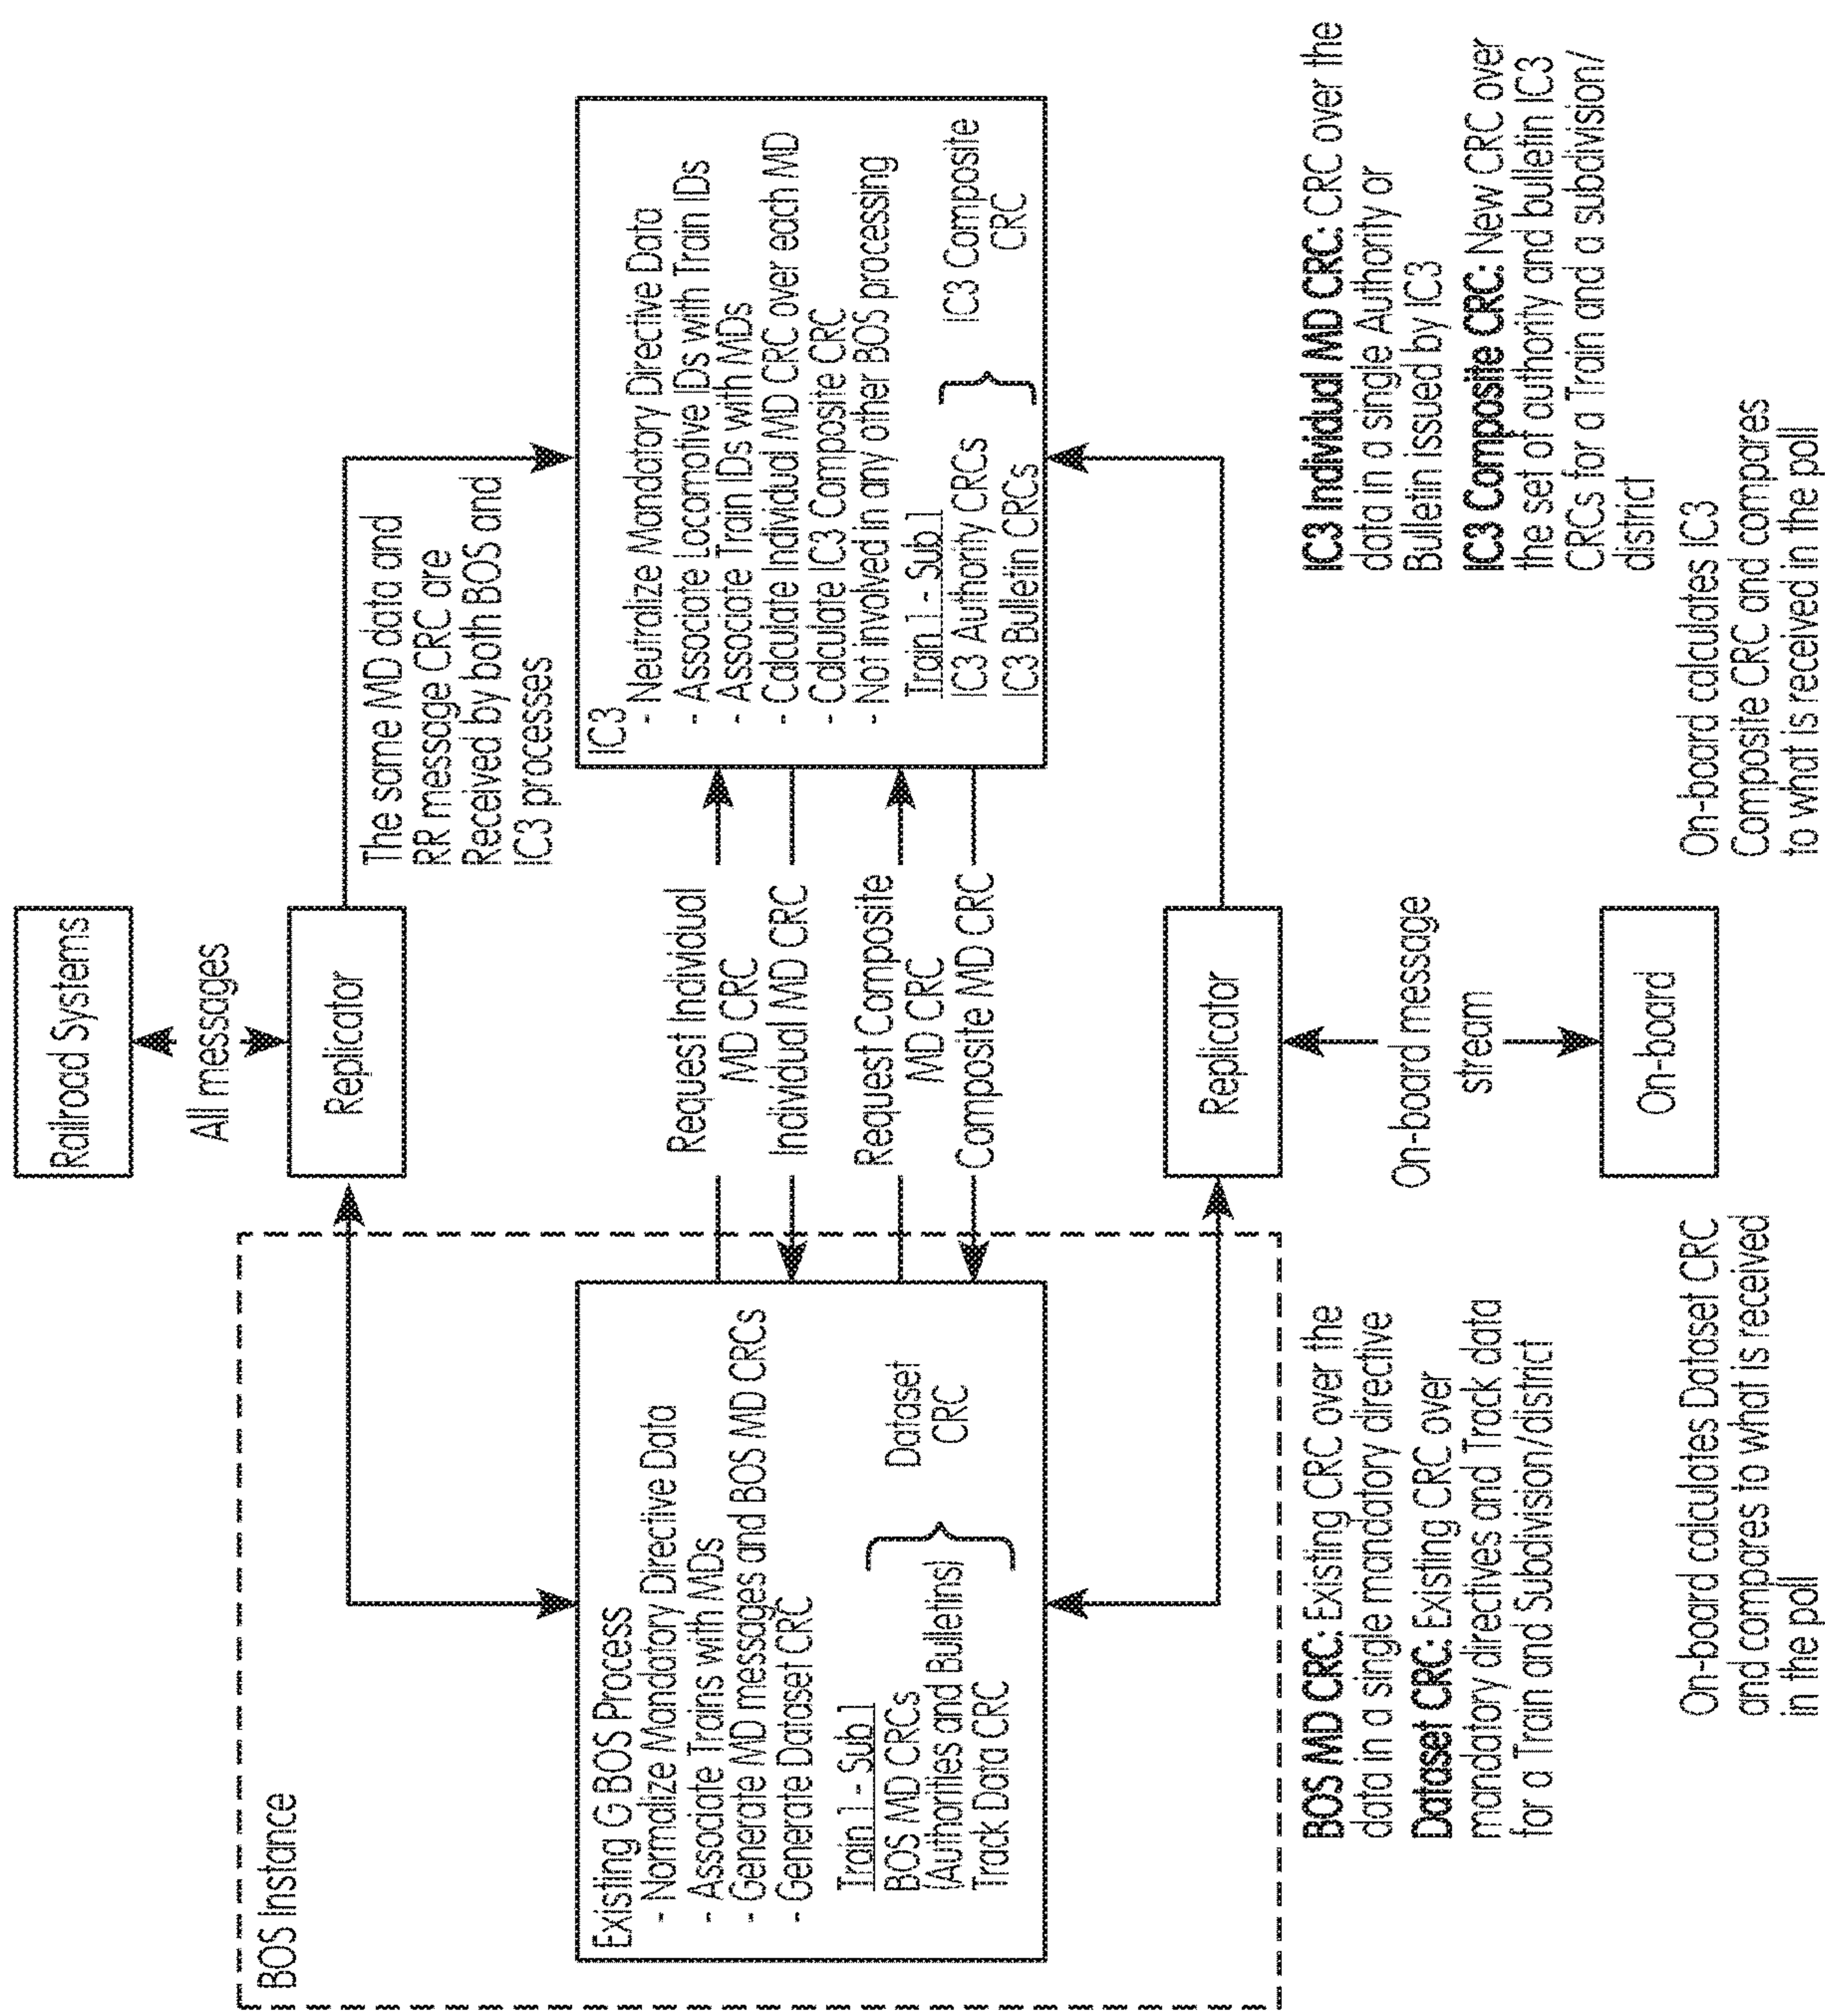 Railroad Systems
All messages
Replicator
The same MD data and
RR message CRC are
Received by both BOS and
IC3 processes
BOS Instance
Existing G BOS Process
- Normalize Mandatory Directive Data
- Associate Trains with MDs
- Generate MD messages and BOS MD CRCs
- Generate Dataset CRC
Train 1 - Sub 1
BOS MD CRCs
(Authorities and Bulletins)
Track Data CRC
Dataset
CRC
Request Individual
MD CRC
Individual MD CRC
Request Composite
MD CRC
Composite MD CRC
IC3
- Neutralize Mandatory Directive Data
- Associate Locomotive IDs with Train IDs
- Associate Train IDs with MDs
- Calculate Individual MD CRC over each MD
- Calculate IC3 Composite CRC
- Not involved in any other BOS processing
Train 1 - Sub 1
IC3 Authority CRCs
IC3 Bulletin CRCs
IC3 Composite
CRC
Replicator
On-board message
stream
On-board
BOS MD CRC: Existing CRC over the
data in a single mandatory directive
Dataset CRC: Existing CRC over
mandatory directives and Track data
for a Train and Subdivision/district
On-board calculates Dataset CRC
and compares to what is received
in the poll
IC3 Individual MD CRC: CRC over the
data in a single Authority or
Bulletin issued by IC3
IC3 Composite CRC: New CRC over
the set of authority and bulletin IC3
CRCs for a Train and a subdivision/
district
On-board calculates IC3
Composite CRC and compares
to what is received in the poll